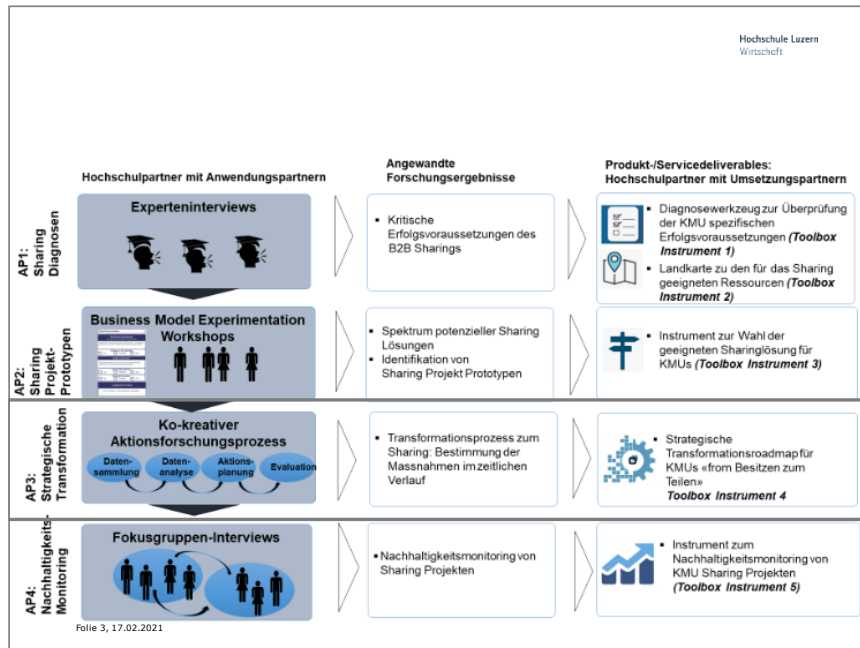 Hochschule Luzern
Wirtschaft
Hochschulpartner mit Anwendungspartnern
Angewandte
Forschungsergebnisse
Produkt-/Servicedeliverables:
Hochschulpartner mit Umsetzungspartnern
AP1:
Sharing
Diagnosen
Experteninterviews
▪ Kritische
Erfolgsvoraussetzungen des
B2B Sharings
▪ Diagnosewerkzeug zur Überprüfung
der KMU spezifischen
Erfolgsvoraussetzungen (Toolbox
Instrument 1)
▪ Landkarte zu den für das Sharing
geeigneten Ressourcen (Toolbox
Instrument 2)
AP2:
Sharing
Projekt-
Prototypen
Business Model Experimentation
Workshops
▪ Spektrum potenzieller Sharing
Lösungen
▪ Identifikation von
Sharing Projekt Prototypen
▪ Instrument zur Wahl der
geeigneten Sharinglösung für
KMUs (Toolbox Instrument 3)
AP3:
Strategische
Transformation
Ko-kreativer
Aktionsforschungsprozess
Daten-
sammlung
Daten-
analyse
Aktions-
planung
Evaluation
▪ Transformationsprozess zum
Sharing: Bestimmung der
Massnahmen im zeitlichen
Verlauf
▪ Strategische
Transformationsroadmap für
KMUs «from Besitzen zum
Teilen»
Toolbox Instrument 4
AP4:
Nachhaltigkeits-
Monitoring
Fokusgruppen-Interviews
▪ Nachhaltigkeitsmonitoring von
Sharing Projekten
▪ Instrument zum
Nachhaltigkeitsmonitoring von
KMU Sharing Projekten
(Toolbox Instrument 5)
Folie 3, 17.02.2021